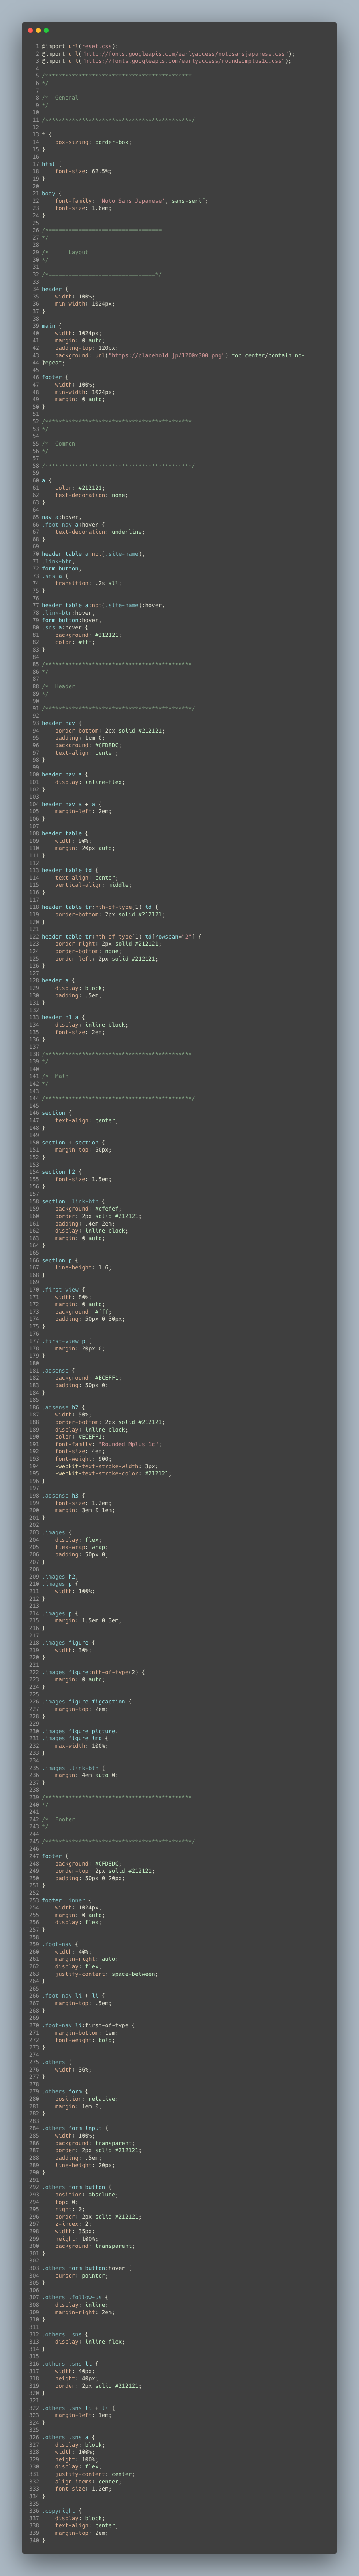 1 @import url(reset.css);
2 @import url("http://fonts.googleapis.com/earlyaccess/notosansjapanese.css");
3 @import url("https://fonts.googleapis.com/earlyaccess/roundedmplus1c.css");
4
5 /********************************************
6 */
7
8 /*  General
9 */
10
11 /********************************************/
12
13 * {
14     box-sizing: border-box;
15 }
16
17 html {
18     font-size: 62.5%;
19 }
20
21 body {
22     font-family: 'Noto Sans Japanese', sans-serif;
23     font-size: 1.6em;
24 }
25
26 /*==================================
27 */
28
29 /*      Layout
30 */
31
32 /*================================*/
33
34 header {
35     width: 100%;
36     min-width: 1024px;
37 }
38
39 main {
40     width: 1024px;
41     margin: 0 auto;
42     padding-top: 120px;
43     background: url("https://placehold.jp/1200x300.png") top center/contain no-
44 repeat;
45
46 footer {
47     width: 100%;
48     min-width: 1024px;
49     margin: 0 auto;
50 }
51
52 /********************************************
53 */
54
55 /*  Common
56 */
57
58 /********************************************/
59
60 a {
61     color: #212121;
62     text-decoration: none;
63 }
64
65 nav a:hover,
66 .foot-nav a:hover {
67     text-decoration: underline;
68 }
69
70 header table a:not(.site-name),
71 .link-btn,
72 form button,
73 .sns a {
74     transition: .2s all;
75 }
76
77 header table a:not(.site-name):hover,
78 .link-btn:hover,
79 form button:hover,
80 .sns a:hover {
81     background: #212121;
82     color: #fff;
83 }
84
85 /********************************************
86 */
87
88 /*  Header
89 */
90
91 /********************************************/
92
93 header nav {
94     border-bottom: 2px solid #212121;
95     padding: 1em 0;
96     background: #CFD8DC;
97     text-align: center;
98 }
99
100 header nav a {
101     display: inline-flex;
102 }
103
104 header nav a + a {
105     margin-left: 2em;
106 }
107
108 header table {
109     width: 90%;
110     margin: 20px auto;
111 }
112
113 header table td {
114     text-align: center;
115     vertical-align: middle;
116 }
117
118 header table tr:nth-of-type(1) td {
119     border-bottom: 2px solid #212121;
120 }
121
122 header table tr:nth-of-type(1) td[rowspan="2"] {
123     border-right: 2px solid #212121;
124     border-bottom: none;
125     border-left: 2px solid #212121;
126 }
127
128 header a {
129     display: block;
130     padding: .5em;
131 }
132
133 header h1 a {
134     display: inline-block;
135     font-size: 2em;
136 }
137
138 /********************************************
139 */
140
141 /*  Main
142 */
143
144 /********************************************/
145
146 section {
147     text-align: center;
148 }
149
150 section + section {
151     margin-top: 50px;
152 }
153
154 section h2 {
155     font-size: 1.5em;
156 }
157
158 section .link-btn {
159     background: #efefef;
160     border: 2px solid #212121;
161     padding: .4em 2em;
162     display: inline-block;
163     margin: 0 auto;
164 }
165
166 section p {
167     line-height: 1.6;
168 }
169
170 .first-view {
171     width: 80%;
172     margin: 0 auto;
173     background: #fff;
174     padding: 50px 0 30px;
175 }
176
177 .first-view p {
178     margin: 20px 0;
179 }
180
181 .adsense {
182     background: #ECEFF1;
183     padding: 50px 0;
184 }
185
186 .adsense h2 {
187     width: 50%;
188     border-bottom: 2px solid #212121;
189     display: inline-block;
190     color: #ECEFF1;
191     font-family: "Rounded Mplus 1c";
192     font-size: 4em;
193     font-weight: 900;
194     -webkit-text-stroke-width: 3px;
195     -webkit-text-stroke-color: #212121;
196 }
197
198 .adsense h3 {
199     font-size: 1.2em;
200     margin: 3em 0 1em;
201 }
202
203 .images {
204     display: flex;
205     flex-wrap: wrap;
206     padding: 50px 0;
207 }
208
209 .images h2,
210 .images p {
211     width: 100%;
212 }
213
214 .images p {
215     margin: 1.5em 0 3em;
216 }
217
218 .images figure {
219     width: 30%;
220 }
221
222 .images figure:nth-of-type(2) {
223     margin: 0 auto;
224 }
225
226 .images figure figcaption {
227     margin-top: 2em;
228 }
229
230 .images figure picture,
231 .images figure img {
232     max-width: 100%;
233 }
234
235 .images .link-btn {
236     margin: 4em auto 0;
237 }
238
239 /********************************************
240 */
241
242 /*  Footer
243 */
244
245 /********************************************/
246
247 footer {
248     background: #CFD8DC;
249     border-top: 2px solid #212121;
250     padding: 50px 0 20px;
251 }
252
253 footer .inner {
254     width: 1024px;
255     margin: 0 auto;
256     display: flex;
257 }
258
259 .foot-nav {
260     width: 40%;
261     margin-right: auto;
262     display: flex;
263     justify-content: space-between;
264 }
265
266 .foot-nav li + li {
267     margin-top: .5em;
268 }
269
270 .foot-nav li:first-of-type {
271     margin-bottom: 1em;
272     font-weight: bold;
273 }
274
275 .others {
276     width: 36%;
277 }
278
279 .others form {
280     position: relative;
281     margin: 1em 0;
282 }
283
284 .others form input {
285     width: 100%;
286     background: transparent;
287     border: 2px solid #212121;
288     padding: .5em;
289     line-height: 20px;
290 }
291
292 .others form button {
293     position: absolute;
294     top: 0;
295     right: 0;
296     border: 2px solid #212121;
297     z-index: 2;
298     width: 35px;
299     height: 100%;
300     background: transparent;
301 }
302
303 .others form button:hover {
304     cursor: pointer;
305 }
306
307 .others .follow-us {
308     display: inline;
309     margin-right: 2em;
310 }
311
312 .others .sns {
313     display: inline-flex;
314 }
315
316 .others .sns li {
317     width: 40px;
318     height: 40px;
319     border: 2px solid #212121;
320 }
321
322 .others .sns li + li {
323     margin-left: 1em;
324 }
325
326 .others .sns a {
327     display: block;
328     width: 100%;
329     height: 100%;
330     display: flex;
331     justify-content: center;
332     align-items: center;
333     font-size: 1.2em;
334 }
335
336 .copyright {
337     display: block;
338     text-align: center;
339     margin-top: 2em;
340 }